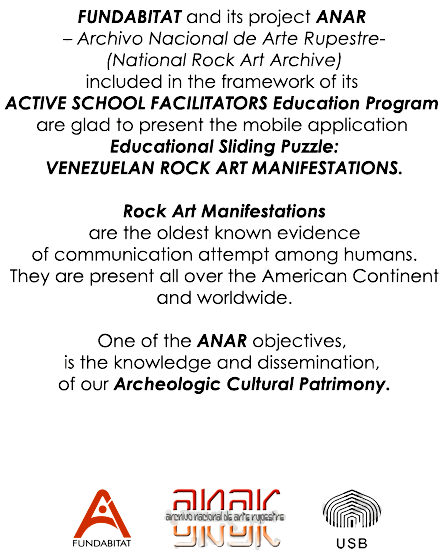 FUNDABITAT and its project ANAR
– Archivo Nacional de Arte Rupestre-
(National Rock Art Archive)
included in the framework of its
ACTIVE SCHOOL FACILITATORS Education Program
are glad to present the mobile application
Educational Sliding Puzzle:
VENEZUELAN ROCK ART MANIFESTATIONS.
Rock Art Manifestations
are the oldest known evidence
of communication attempt among humans.
They are present all over the American Continent
and worldwide.
One of the ANAR objectives,
is the knowledge and dissemination,
of our Archeologic Cultural Patrimony.
anar
archivo nacional de arte rupestre
FUNDABITAT
USB